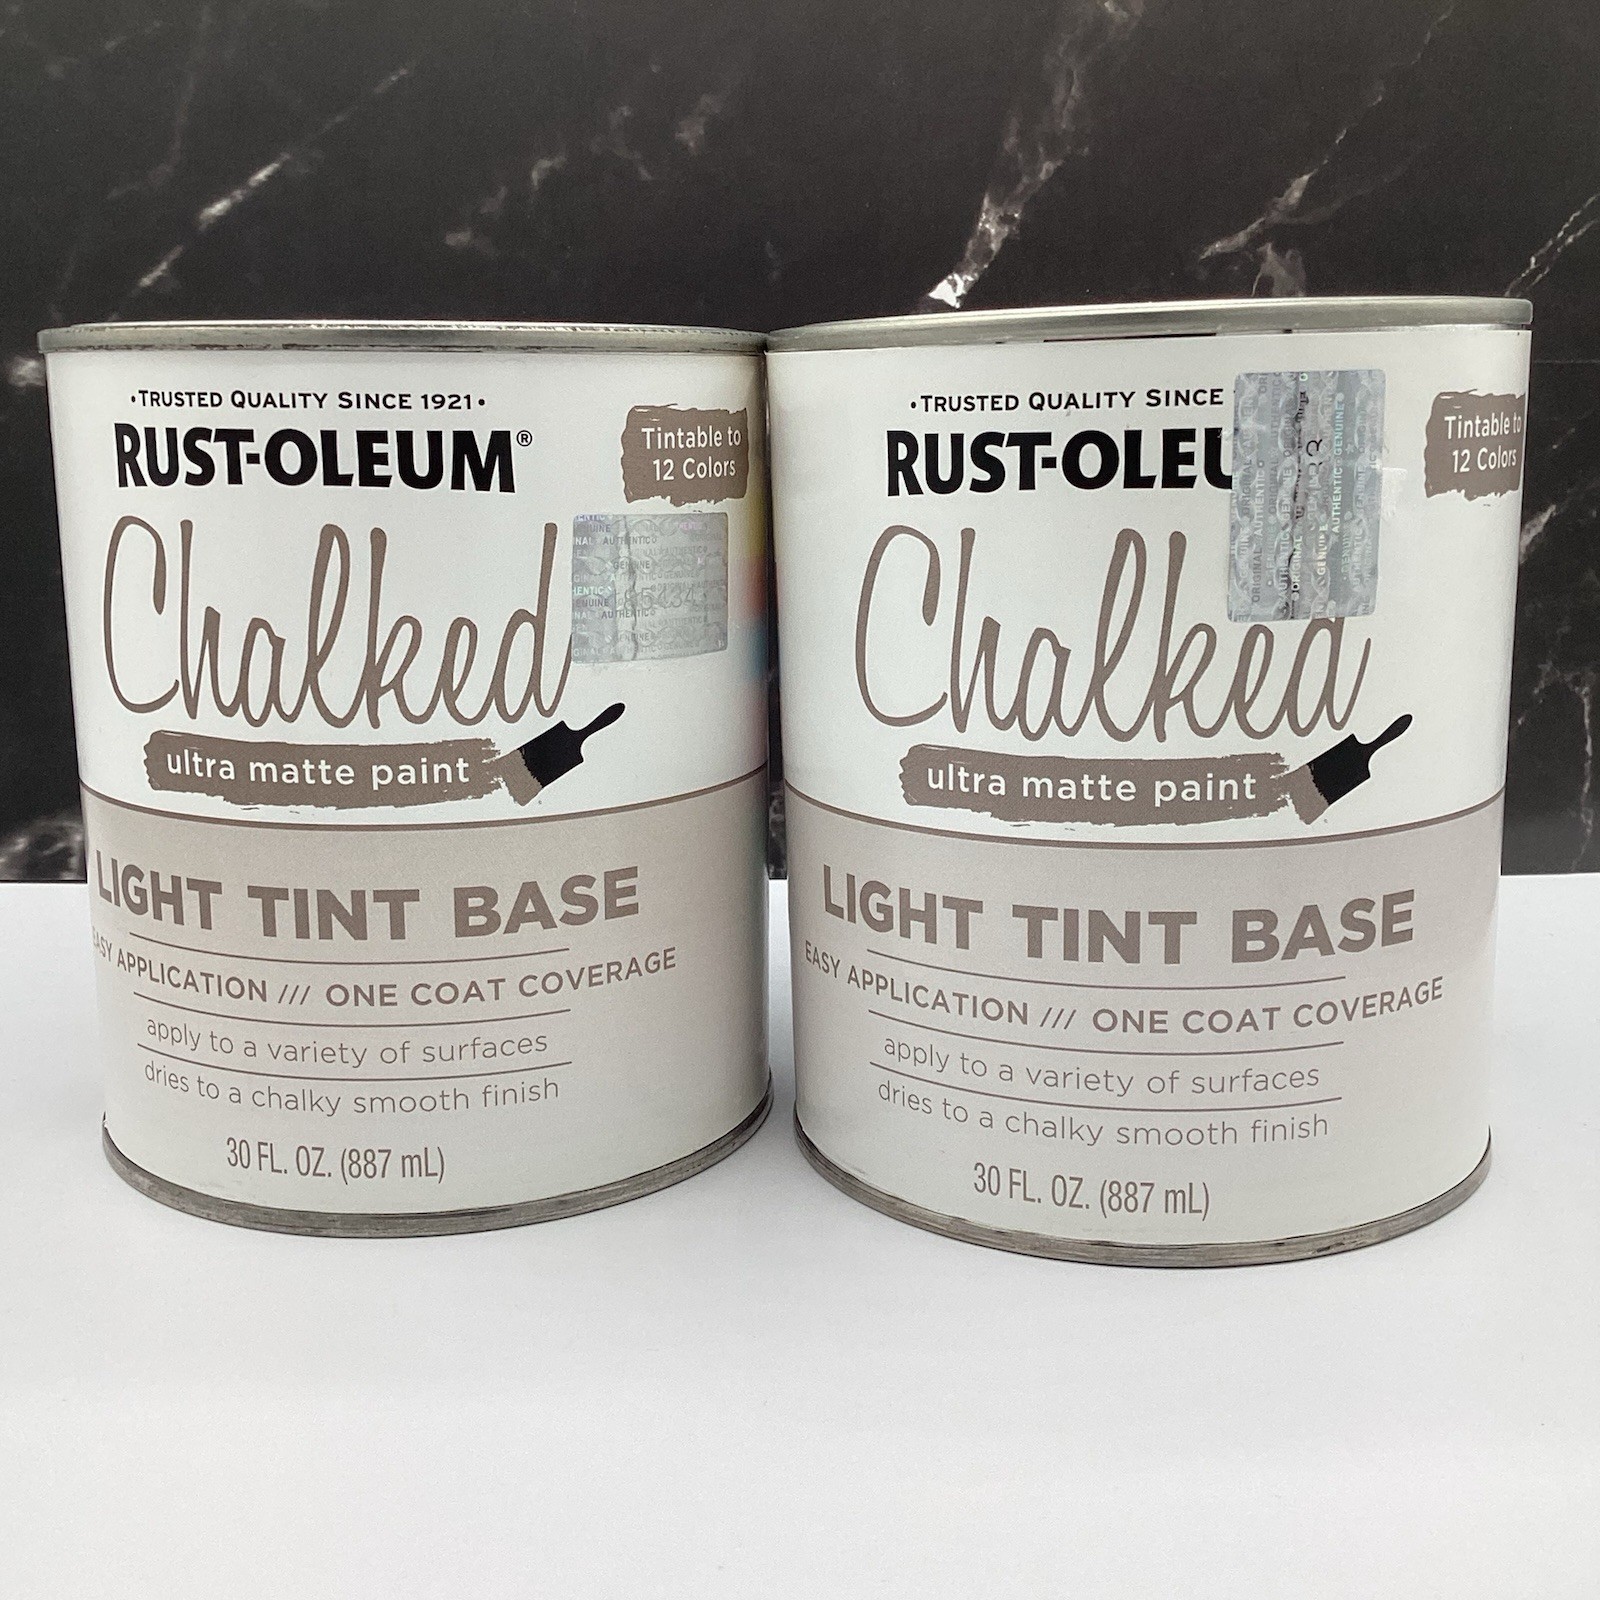 •TRUSTED QUALITY SINCE 1921•
RUST-OLEUM®
Tintable to
12 Colors
Chalked
ultra matte paint
LIGHT TINT BASE
EASY APPLICATION /// ONE COAT COVERAGE
apply to a variety of surfaces
dries to a chalky smooth finish
30 FL. OZ. (887 mL)
•TRUSTED QUALITY SINCE
RUST-OLEU
Tintable to
12 Colors
AUTHENTIC GENUINE
Chalked
ultra matte paint
LIGHT TINT BASE
EASY APPLICATION /// ONE COAT COVERAGE
apply to a variety of surfaces
dries to a chalky smooth finish
30 FL. OZ. (887 mL)